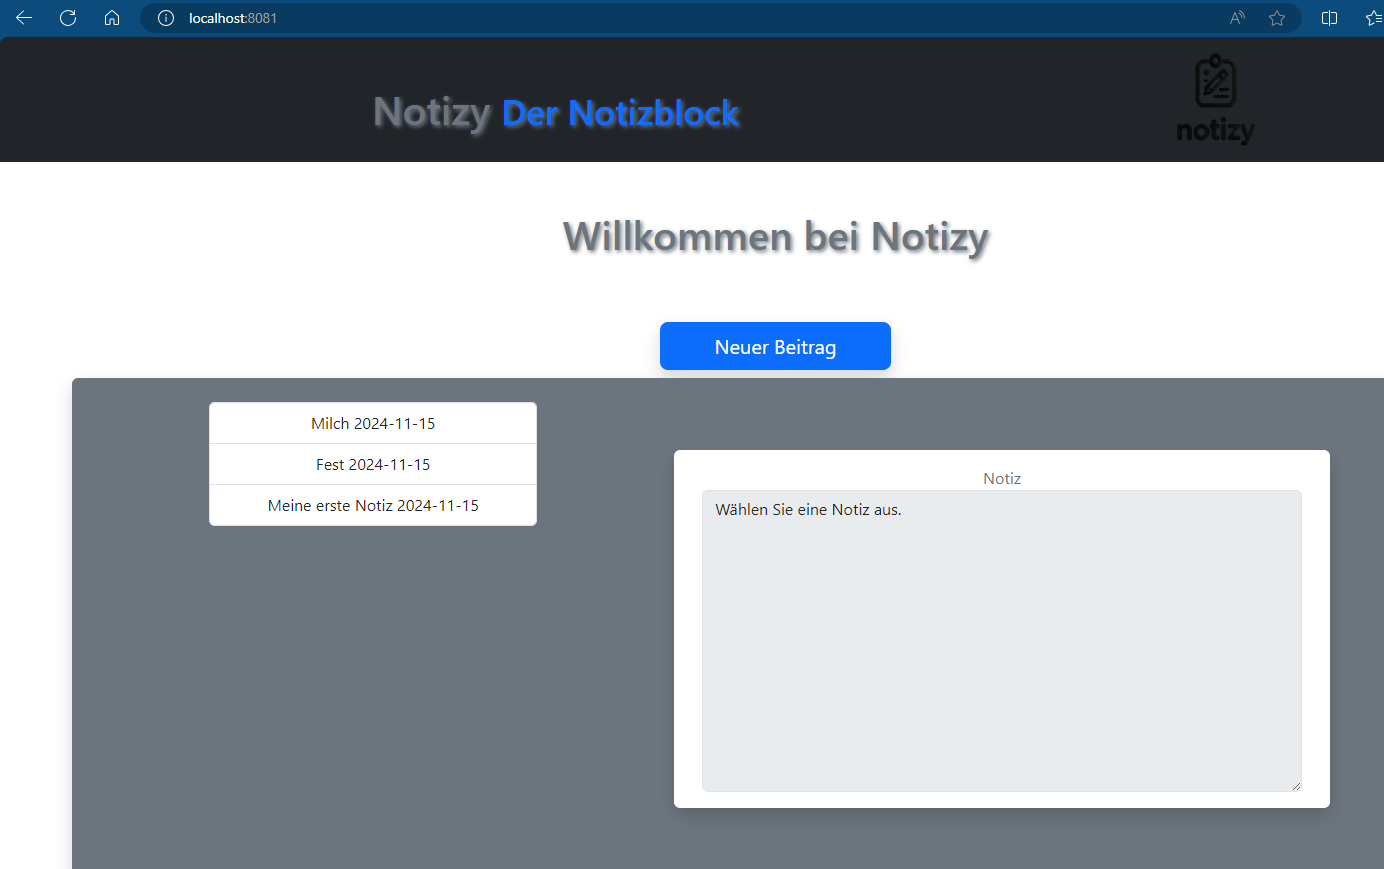 localhost:8081
Notizy Der Notizblock
notizy
Willkommen bei Notizy
Neuer Beitrag
Milch 2024-11-15
Fest 2024-11-15
Meine erste Notiz 2024-11-15
Notiz
Wählen Sie eine Notiz aus.